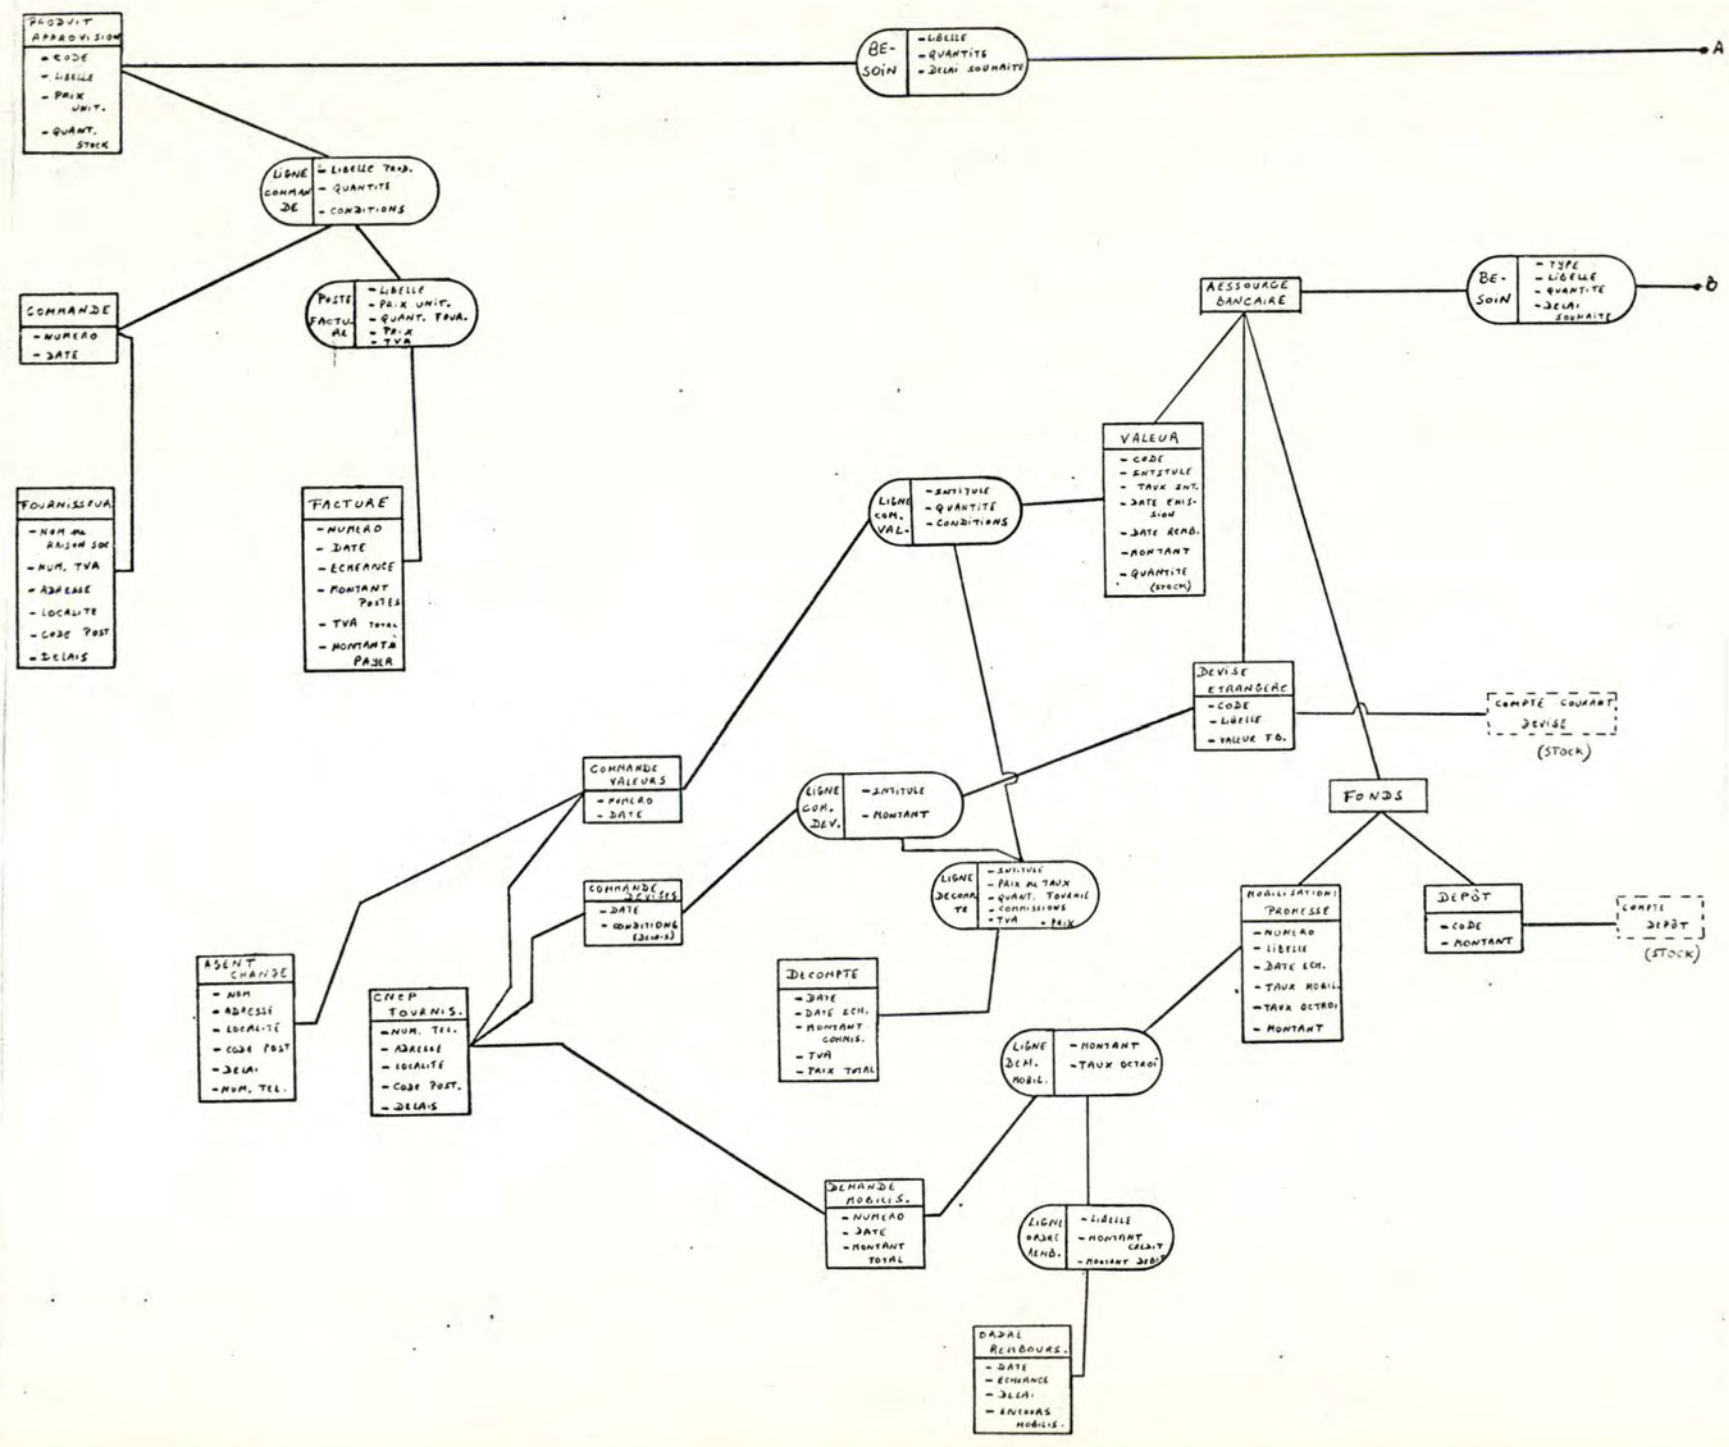 PRODUIT
APPROVISION
- CODE
- LIBELLE
- PRIX
UNIT.
- QUANT.
STOCK
BE-
SOIN
- LIBELLE
- QUANTITE
- DELAI SOUHAITE
A
LIGNE
COMMAN
DE
- LIBELLE PROD.
- QUANTITE
- CONDITIONS
COMMANDE
- NUMERO
- DATE
POSTE
FACTU.
RE
- LIBELLE
- PRIX UNIT.
- QUANT. FOUR.
- PRIX
- TVA
RESSOURCE
BANCAIRE
BE-
SOIN
- TYPE
- LIBELLE
- QUANTITE
- DELAI
SOUHAITE
B
FOURNISSEUR
- NOM ou
RAISON SOC
- NUM. TVA
- ADRESSE
- LOCALITE
- CODE POST
- DELAIS
FACTURE
- NUMERO
- DATE
- ECHEANCE
- MONTANT
POSTES
- TVA TOTAL
- MONTANT À
PAYER
LIGNE
COM.
VAL.
- INTITULE
- QUANTITE
- CONDITIONS
VALEUR
- CODE
- INTITULE
- TAUX INT.
- DATE EMIS-
SION
- DATE REMB.
- MONTANT
- QUANTITE
(STOCK)
DEVISE
ETRANGERE
- CODE
- LIBELLE
- VALEUR FB.
COMPTE COURANT
DEVISE
(STOCK)
COMMANDE
VALEURS
- NUMERO
- DATE
LIGNE
COM.
DEV.
- INTITULE
- MONTANT
FONDS
COMMANDE
DEVISES
- DATE
- CONDITIONS
(DELAIS)
LIGNE
DECOMP
TE
- INTITULE
- PRIX ou TAUX
- QUANT. FOURNIE
- COMMISSIONS
- TVA - PRIX
MOBILISATION:
PROMESSE
- NUMERO
- LIBELLE
- DATE ECH.
- TAUX MOBIL.
- TAUX OCTROI
- MONTANT
DEPÔT
- CODE
- MONTANT
COMPTE
DEPÔT
(STOCK)
AGENT
CHANGE
- NOM
- ADRESSE
- LOCALITE
- CODE POST
- DELAI
- NUM. TEL.
CNCP
FOURNIS.
- NUM. TEL.
- ADRESSE
- LOCALITE
- CODE POST.
- DELAIS
DECOMPTE
- DATE
- DATE ECH.
- MONTANT
COMMIS.
- TVA
- PRIX TOTAL
LIGNE
DEM.
MOBIL.
- MONTANT
- TAUX OCTROI
DEMANDE
MOBILIS.
- NUMERO
- DATE
- MONTANT
TOTAL
LIGNE
ORDRE
REMB.
- LIBELLE
- MONTANT
CREDIT
- MONTANT DEBIT
ORDRE
REMBOURS.
- DATE
- ECHEANCE
- DELAI
- ENCOURS
MOBILIS.